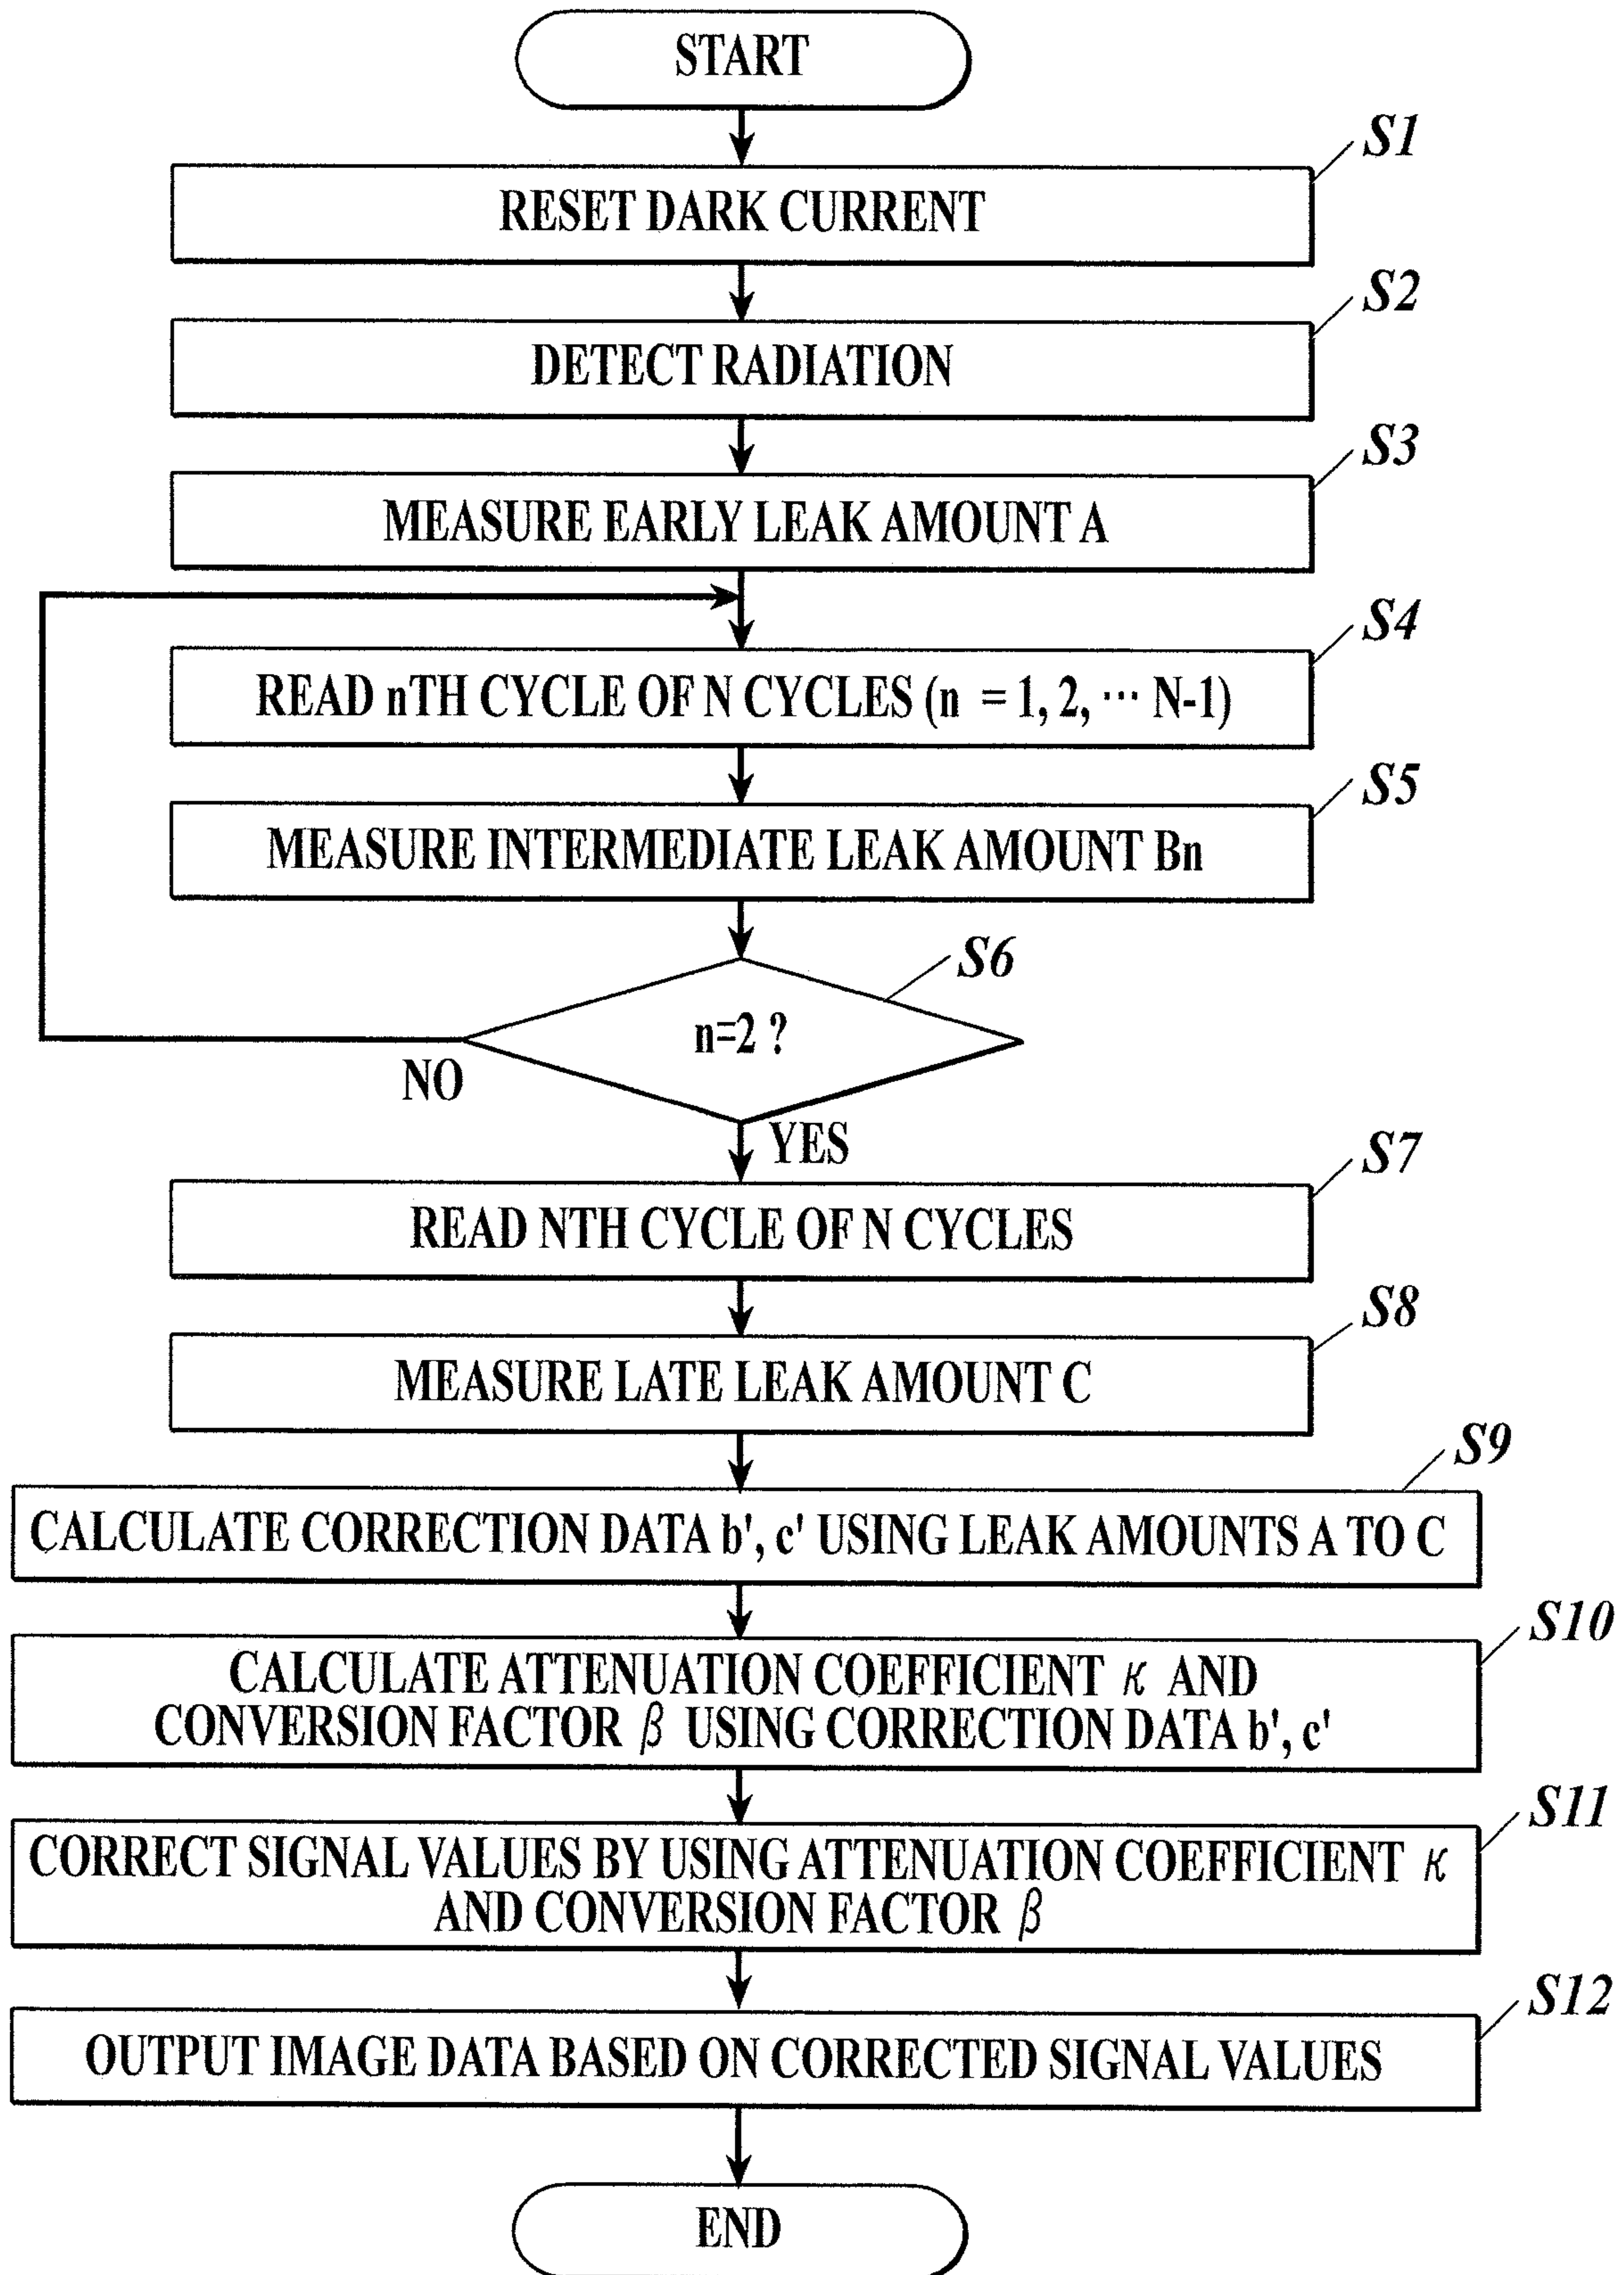 START
S1
RESET DARK CURRENT
S2
DETECT RADIATION
S3
MEASURE EARLY LEAK AMOUNT A
S4
READ nTH CYCLE OF N CYCLES (n = 1, 2, ··· N-1)
S5
MEASURE INTERMEDIATE LEAK AMOUNT Bn
S6
n=2 ?
NO
YES
S7
READ NTH CYCLE OF N CYCLES
S8
MEASURE LATE LEAK AMOUNT C
S9
CALCULATE CORRECTION DATA b', c' USING LEAK AMOUNTS A TO C
S10
CALCULATE ATTENUATION COEFFICIENT κ AND
CONVERSION FACTOR β USING CORRECTION DATA b', c'
S11
CORRECT SIGNAL VALUES BY USING ATTENUATION COEFFICIENT κ
AND CONVERSION FACTOR β
S12
OUTPUT IMAGE DATA BASED ON CORRECTED SIGNAL VALUES
END